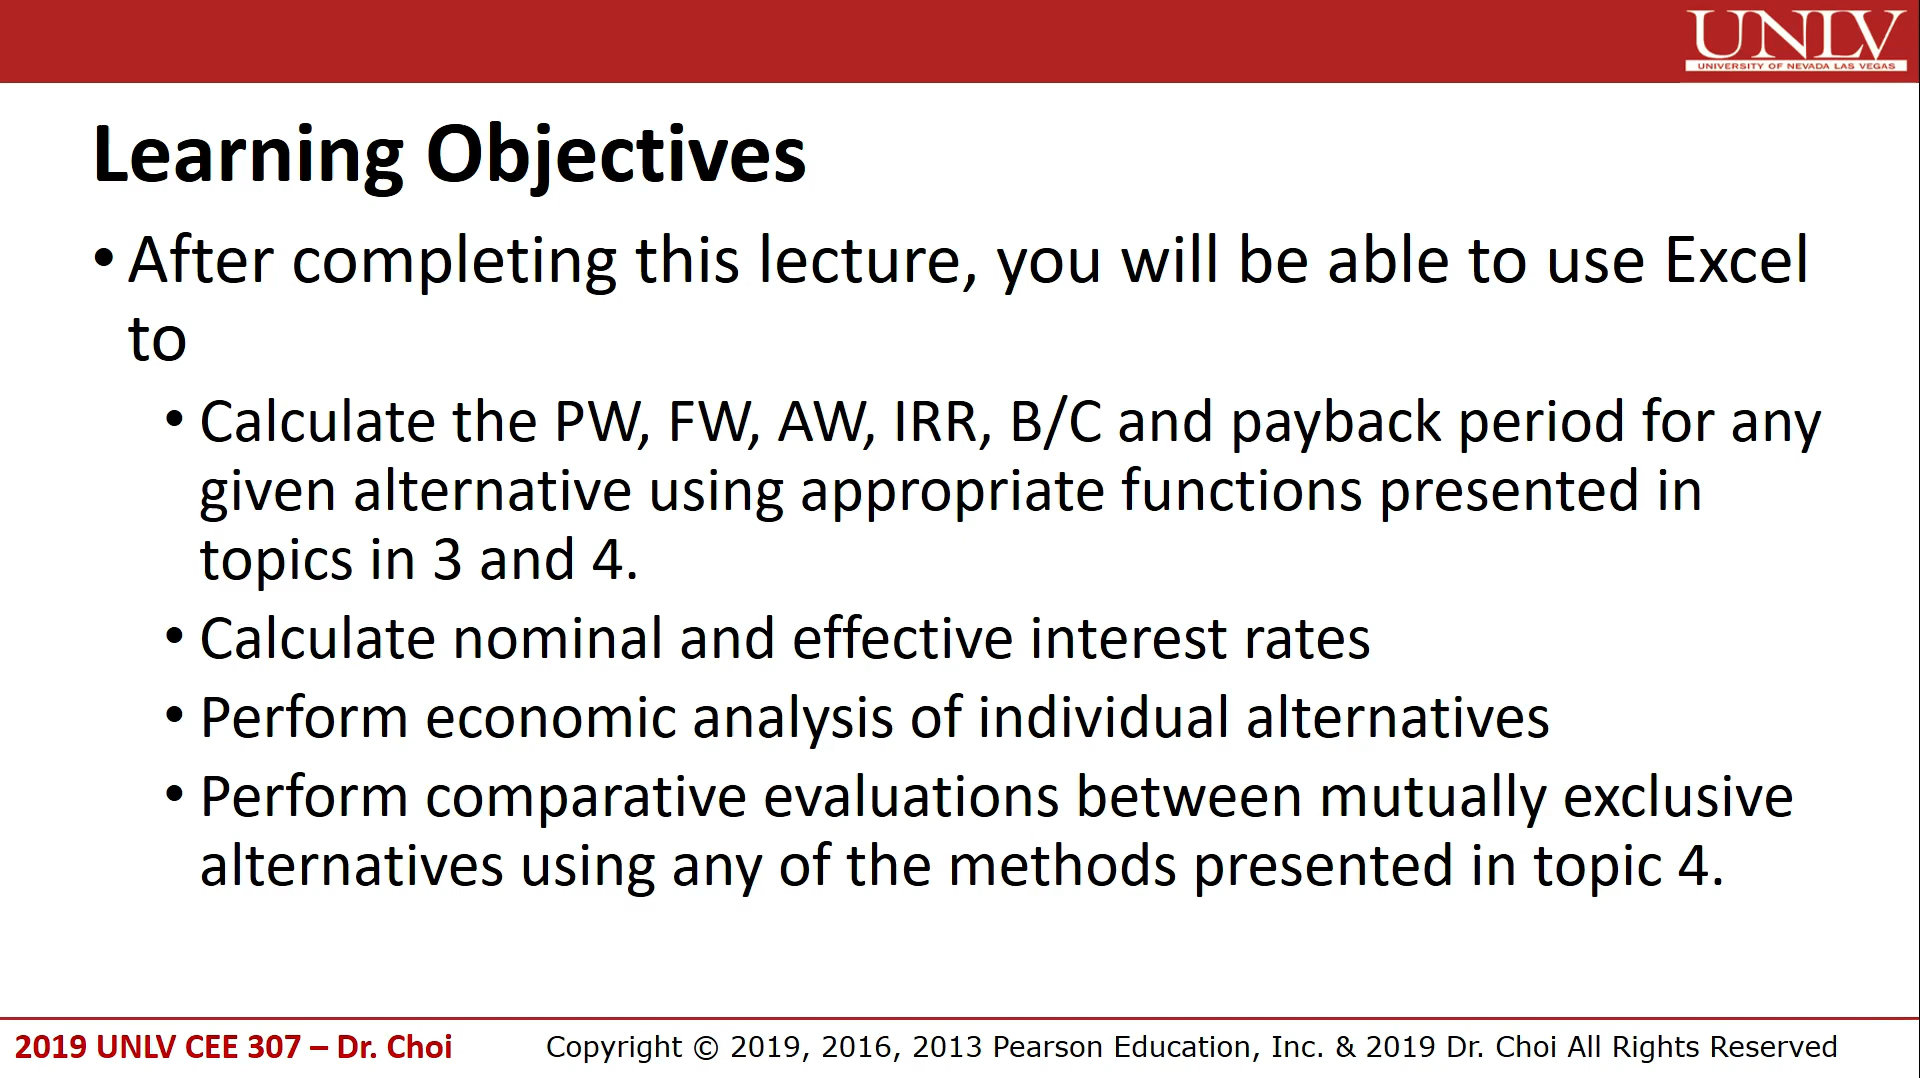 UNLV
UNIVERSITY OF NEVADA LAS VEGAS
Learning Objectives
• After completing this lecture, you will be able to use Excel
to
• Calculate the PW, FW, AW, IRR, B/C and payback period for any
given alternative using appropriate functions presented in
topics in 3 and 4.
• Calculate nominal and effective interest rates
• Perform economic analysis of individual alternatives
• Perform comparative evaluations between mutually exclusive
alternatives using any of the methods presented in topic 4.
2019 UNLV CEE 307 – Dr. Choi
Copyright © 2019, 2016, 2013 Pearson Education, Inc. & 2019 Dr. Choi All Rights Reserved